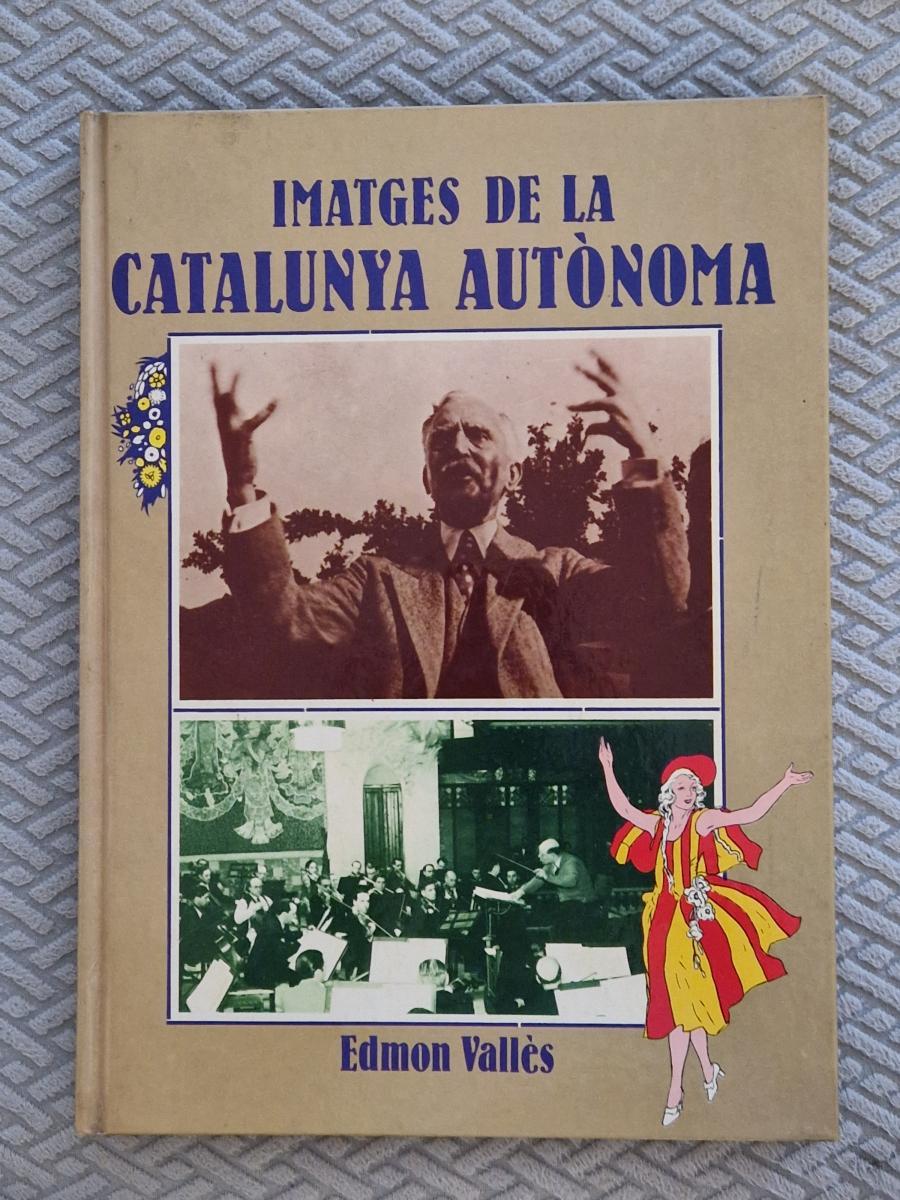 IMATGES DE LA
CATALUNYA AUTÒNOMA
Edmon Vallès